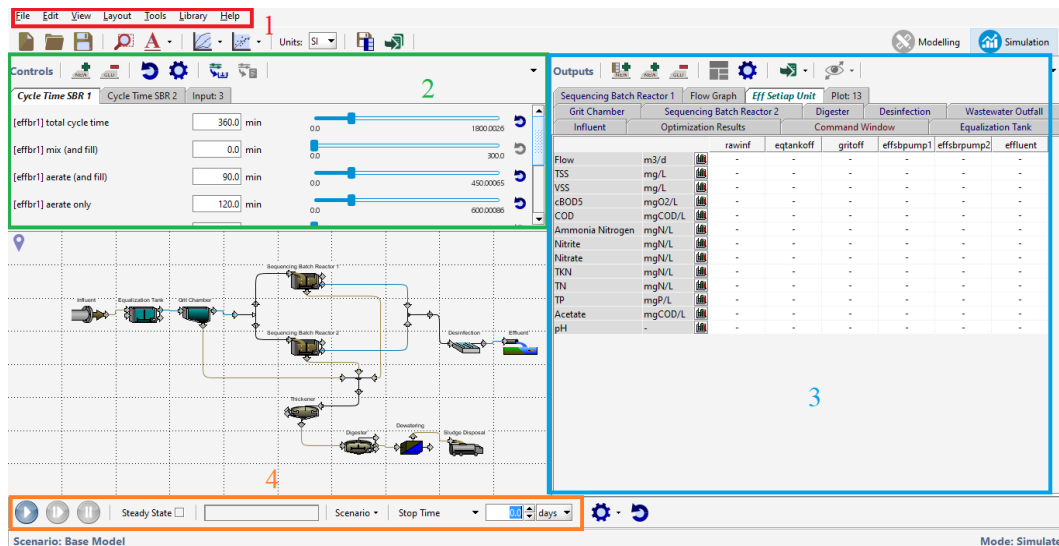 File Edit View Layout Tools Library Help 1
A Units: SI Modelling Simulation
Controls NEW GLO 2
Outputs NEW NEW GLO
Cycle Time SBR 1 Cycle Time SBR 2 Input: 3
Sequencing Batch Reactor 1 Flow Graph Eff Setiap Unit Plot: 13
Grit Chamber Sequencing Batch Reactor 2 Digester Desinfection Wastewater Outfall
Influent Optimization Results Command Window Equalization Tank
[effbr1] total cycle time 360.0 min 0.0 1800.0026
[effbr1] mix (and fill) 0.0 min 0.0 300.0
[effbr1] aerate (and fill) 90.0 min 0.0 450.00065
[effbr1] aerate only 120.0 min 0.0 600.00086
rawinf eqtankoff gritoff effsbpump1 effsbrpump2 effluent
Flow m3/d - - - - - -
TSS mg/L - - - - - -
VSS mg/L - - - - - -
cBOD5 mgO2/L - - - - - -
COD mgCOD/L - - - - - -
Ammonia Nitrogen mgN/L - - - - - -
Nitrite mgN/L - - - - - -
Nitrate mgN/L - - - - - -
TKN mgN/L - - - - - -
TN mgN/L - - - - - -
TP mgP/L - - - - - -
Acetate mgCOD/L - - - - - -
pH - - - - - - -
3
Sequencing Batch Reactor 1
Influent Equalization Tank Grit Chamber
Sequencing Batch Reactor 2 Desinfection Effluent
Thickener
Digester Dewatering Sludge Disposal
4
Steady State Scenario Stop Time 0.0 days
Scenario: Base Model Mode: Simulate